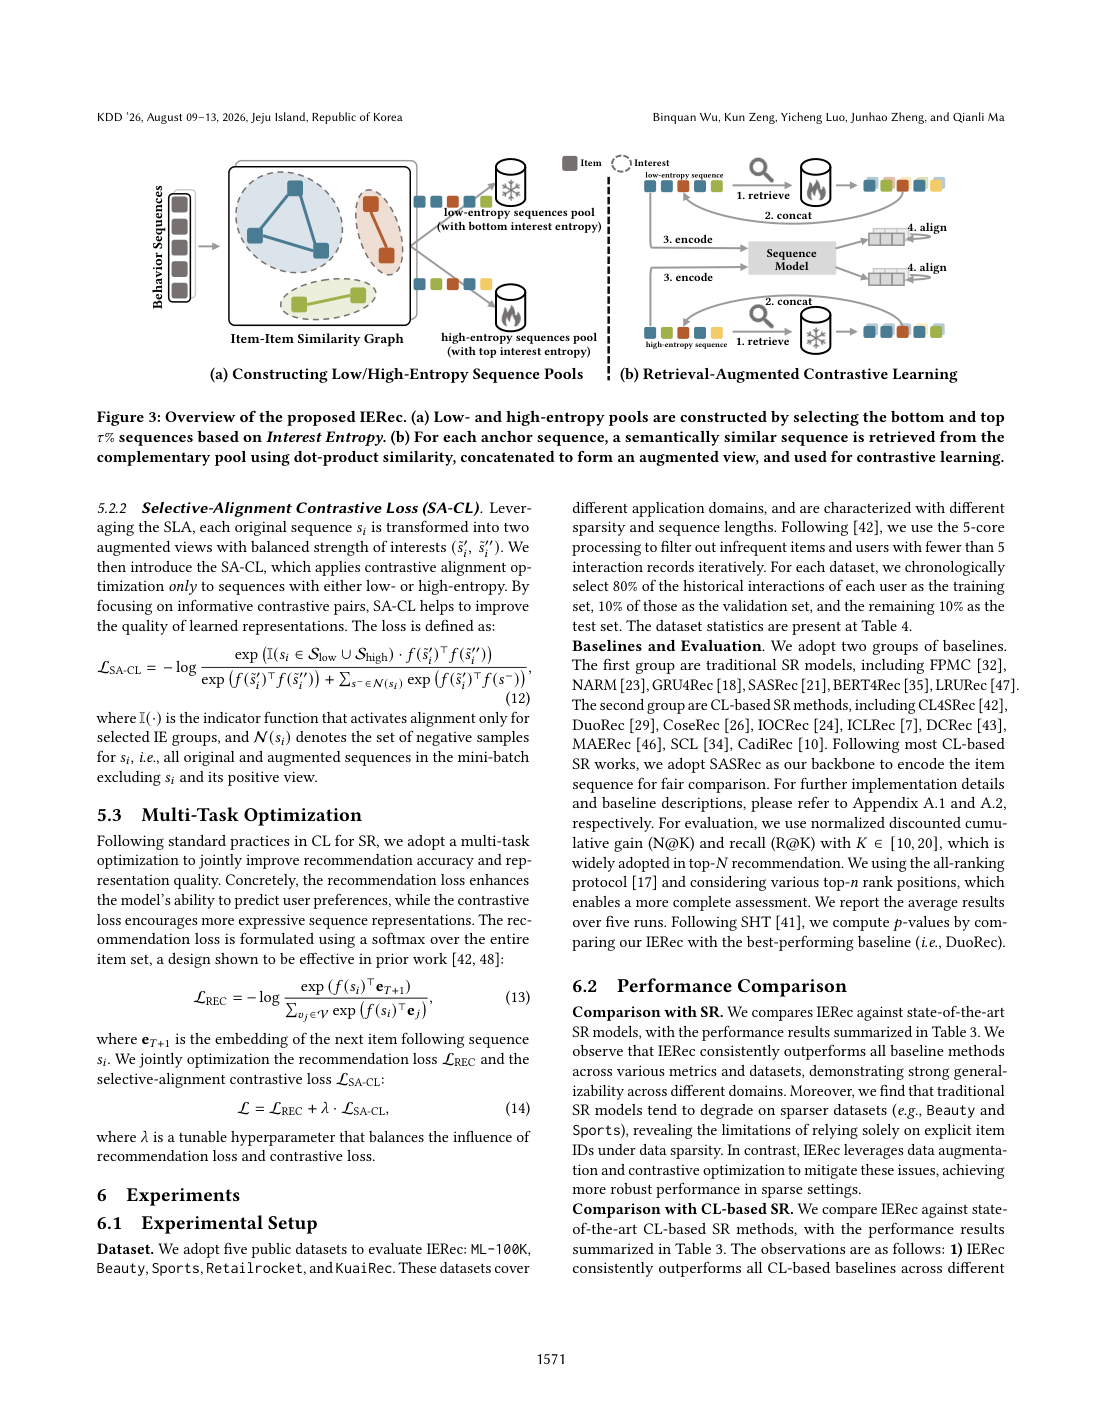 KDD '26, August 09–13, 2026, Jeju Island, Republic of Korea
Binquan Wu, Kun Zeng, Yicheng Luo, Junhao Zheng, and Qianli Ma
Behavior Sequences
Item-Item Similarity Graph
low-entropy sequences pool
(with bottom interest entropy)
high-entropy sequences pool
(with top interest entropy)
(a) Constructing Low/High-Entropy Sequence Pools
Item
Interest
low-entropy sequence
1. retrieve
2. concat
3. encode
Sequence
Model
4. align
3. encode
4. align
2. concat
1. retrieve
high-entropy sequence
(b) Retrieval-Augmented Contrastive Learning
Figure 3: Overview of the proposed IERec. (a) Low- and high-entropy pools are constructed by selecting the bottom and top
τ% sequences based on Interest Entropy. (b) For each anchor sequence, a semantically similar sequence is retrieved from the
complementary pool using dot-product similarity, concatenated to form an augmented view, and used for contrastive learning.
5.2.2 Selective-Alignment Contrastive Loss (SA-CL). Lever-
aging the SLA, each original sequence s_i is transformed into two
augmented views with balanced strength of interests (s̃′_i, s̃″_i). We
then introduce the SA-CL, which applies contrastive alignment op-
timization only to sequences with either low- or high-entropy. By
focusing on informative contrastive pairs, SA-CL helps to improve
the quality of learned representations. The loss is defined as:
ℒ_SA-CL = − log exp (𝕀(s_i ∈ 𝒮_low ∪ 𝒮_high) · f(s̃′_i)^⊤ f(s̃″_i)) / exp (f(s̃′_i)^⊤ f(s̃″_i)) + ∑_{s⁻∈𝒩(s_i)} exp (f(s̃′_i)^⊤ f(s⁻)),
(12)
where 𝕀(·) is the indicator function that activates alignment only for
selected IE groups, and 𝒩(s_i) denotes the set of negative samples
for s_i, i.e., all original and augmented sequences in the mini-batch
excluding s_i and its positive view.
5.3 Multi-Task Optimization
Following standard practices in CL for SR, we adopt a multi-task
optimization to jointly improve recommendation accuracy and rep-
resentation quality. Concretely, the recommendation loss enhances
the model's ability to predict user preferences, while the contrastive
loss encourages more expressive sequence representations. The rec-
ommendation loss is formulated using a softmax over the entire
item set, a design shown to be effective in prior work [42, 48]:
ℒ_REC = − log exp (f(s_i)^⊤ e_{T+1}) / ∑_{v_j∈𝒱} exp (f(s_i)^⊤ e_j), (13)
where e_{T+1} is the embedding of the next item following sequence
s_i. We jointly optimization the recommendation loss ℒ_REC and the
selective-alignment contrastive loss ℒ_SA-CL:
ℒ = ℒ_REC + λ · ℒ_SA-CL, (14)
where λ is a tunable hyperparameter that balances the influence of
recommendation loss and contrastive loss.
6 Experiments
6.1 Experimental Setup
Dataset. We adopt five public datasets to evaluate IERec: ML-100K,
Beauty, Sports, Retailrocket, and KuaiRec. These datasets cover
different application domains, and are characterized with different
sparsity and sequence lengths. Following [42], we use the 5-core
processing to filter out infrequent items and users with fewer than 5
interaction records iteratively. For each dataset, we chronologically
select 80% of the historical interactions of each user as the training
set, 10% of those as the validation set, and the remaining 10% as the
test set. The dataset statistics are present at Table 4.
Baselines and Evaluation. We adopt two groups of baselines.
The first group are traditional SR models, including FPMC [32],
NARM [23], GRU4Rec [18], SASRec [21], BERT4Rec [35], LRURec [47].
The second group are CL-based SR methods, including CL4SRec [42],
DuoRec [29], CoseRec [26], IOCRec [24], ICLRec [7], DCRec [43],
MAERec [46], SCL [34], CadiRec [10]. Following most CL-based
SR works, we adopt SASRec as our backbone to encode the item
sequence for fair comparison. For further implementation details
and baseline descriptions, please refer to Appendix A.1 and A.2,
respectively. For evaluation, we use normalized discounted cumu-
lative gain (N@K) and recall (R@K) with K ∈ [10, 20], which is
widely adopted in top-N recommendation. We using the all-ranking
protocol [17] and considering various top-n rank positions, which
enables a more complete assessment. We report the average results
over five runs. Following SHT [41], we compute p-values by com-
paring our IERec with the best-performing baseline (i.e., DuoRec).
6.2 Performance Comparison
Comparison with SR. We compares IERec against state-of-the-art
SR models, with the performance results summarized in Table 3. We
observe that IERec consistently outperforms all baseline methods
across various metrics and datasets, demonstrating strong general-
izability across different domains. Moreover, we find that traditional
SR models tend to degrade on sparser datasets (e.g., Beauty and
Sports), revealing the limitations of relying solely on explicit item
IDs under data sparsity. In contrast, IERec leverages data augmenta-
tion and contrastive optimization to mitigate these issues, achieving
more robust performance in sparse settings.
Comparison with CL-based SR. We compare IERec against state-
of-the-art CL-based SR methods, with the performance results
summarized in Table 3. The observations are as follows: 1) IERec
consistently outperforms all CL-based baselines across different
1571